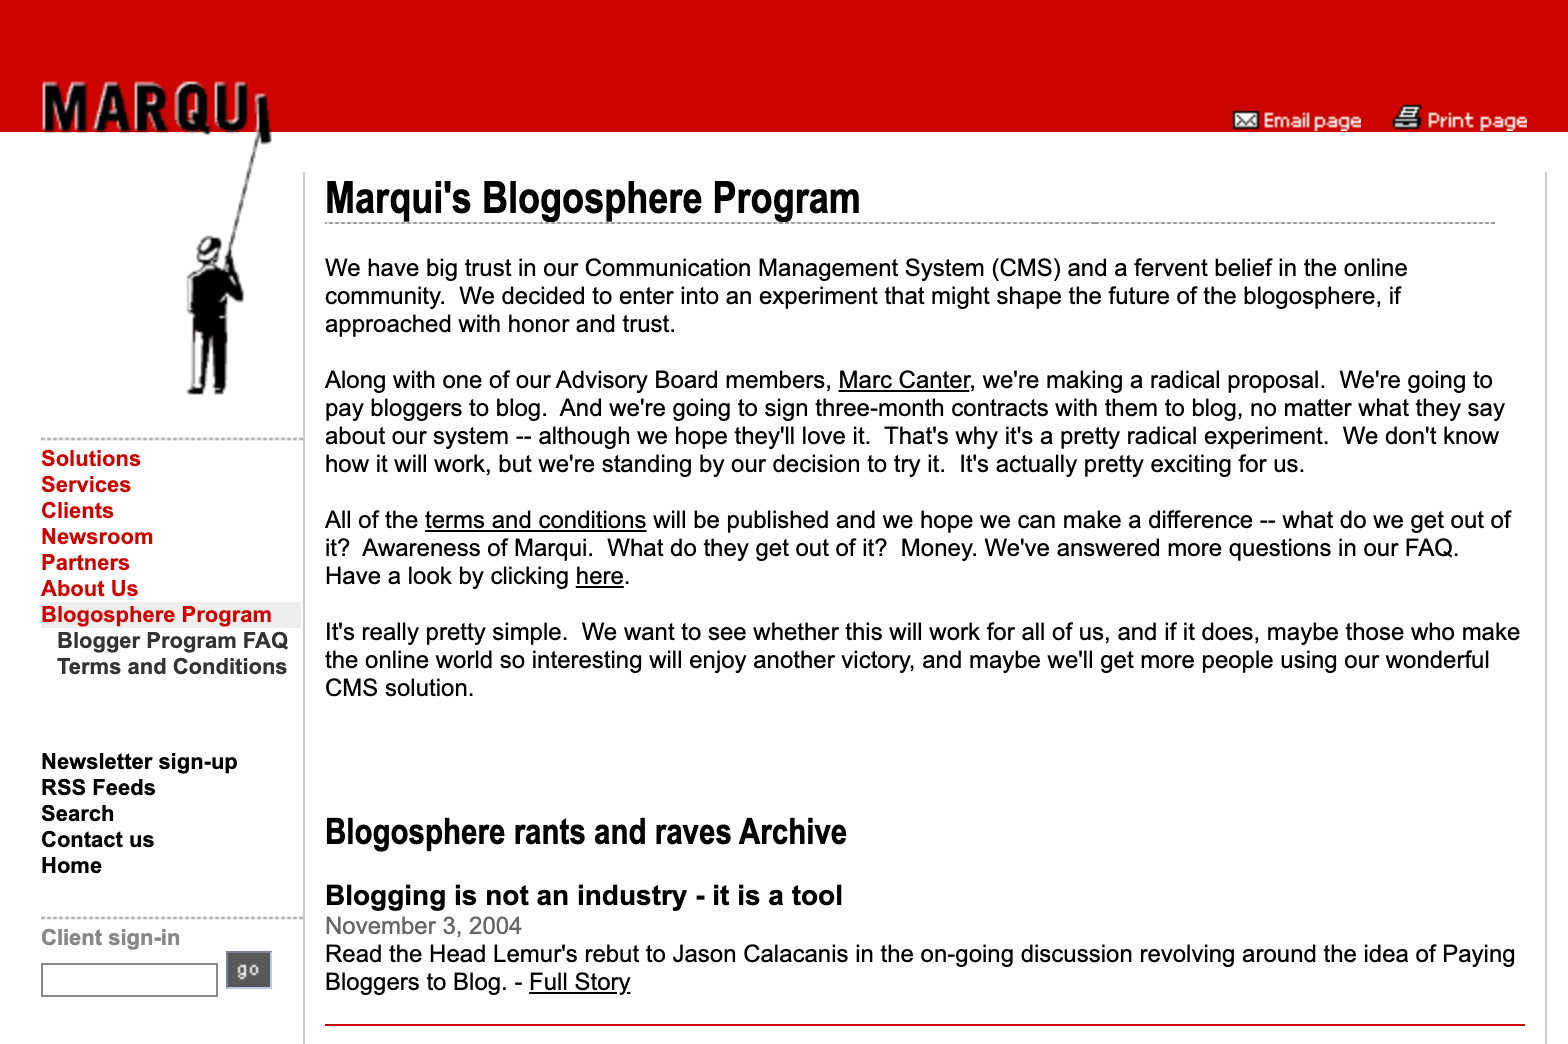 MARQUI
Email page
Print page
Marqui's Blogosphere Program
We have big trust in our Communication Management System (CMS) and a fervent belief in the online
community.  We decided to enter into an experiment that might shape the future of the blogosphere, if
approached with honor and trust.
Along with one of our Advisory Board members, Marc Canter, we're making a radical proposal.  We're going to
pay bloggers to blog.  And we're going to sign three-month contracts with them to blog, no matter what they say
about our system -- although we hope they'll love it.  That's why it's a pretty radical experiment.  We don't know
how it will work, but we're standing by our decision to try it.  It's actually pretty exciting for us.
All of the terms and conditions will be published and we hope we can make a difference -- what do we get out of
it?  Awareness of Marqui.  What do they get out of it?  Money. We've answered more questions in our FAQ.
Have a look by clicking here.
It's really pretty simple.  We want to see whether this will work for all of us, and if it does, maybe those who make
the online world so interesting will enjoy another victory, and maybe we'll get more people using our wonderful
CMS solution.
Blogosphere rants and raves Archive
Blogging is not an industry - it is a tool
November 3, 2004
Read the Head Lemur's rebut to Jason Calacanis in the on-going discussion revolving around the idea of Paying
Bloggers to Blog. - Full Story
Solutions
Services
Clients
Newsroom
Partners
About Us
Blogosphere Program
Blogger Program FAQ
Terms and Conditions
Newsletter sign-up
RSS Feeds
Search
Contact us
Home
Client sign-in
go